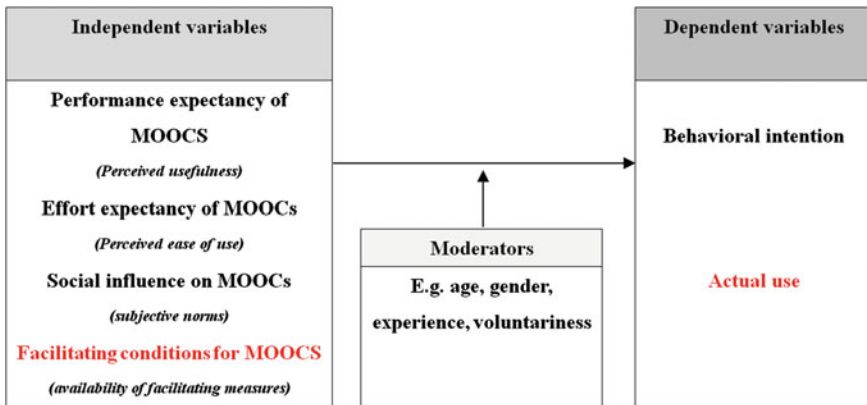 Independent variables
Performance expectancy of
MOOCS
(Perceived usefulness)
Effort expectancy of MOOCs
(Perceived ease of use)
Social influence on MOOCs
(subjective norms)
Facilitating conditions for MOOCS
(availability of facilitating measures)
Moderators
E.g. age, gender,
experience, voluntariness
Dependent variables
Behavioral intention
Actual use